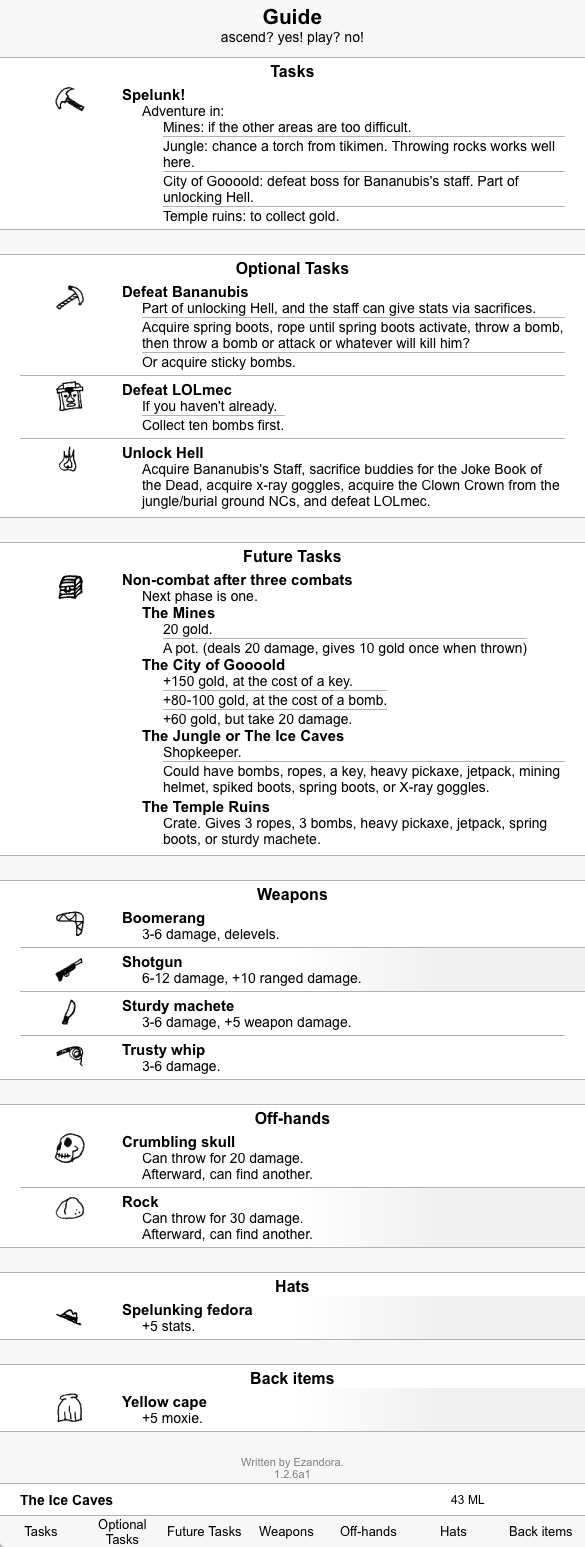 Guide
ascend? yes! play? no!
Tasks
Spelunk!
Adventure in:
Mines: if the other areas are too difficult.
Jungle: chance a torch from tikimen. Throwing rocks works well
here.
City of Goooold: defeat boss for Bananubis's staff. Part of
unlocking Hell.
Temple ruins: to collect gold.
Optional Tasks
Defeat Bananubis
Part of unlocking Hell, and the staff can give stats via sacrifices.
Acquire spring boots, rope until spring boots activate, throw a bomb,
then throw a bomb or attack or whatever will kill him?
Or acquire sticky bombs.
Defeat LOLmec
If you haven't already.
Collect ten bombs first.
Unlock Hell
Acquire Bananubis's Staff, sacrifice buddies for the Joke Book of
the Dead, acquire x-ray goggles, acquire the Clown Crown from the
jungle/burial ground NCs, and defeat LOLmec.
Future Tasks
Non-combat after three combats
Next phase is one.
The Mines
20 gold.
A pot. (deals 20 damage, gives 10 gold once when thrown)
The City of Goooold
+150 gold, at the cost of a key.
+80-100 gold, at the cost of a bomb.
+60 gold, but take 20 damage.
The Jungle or The Ice Caves
Shopkeeper.
Could have bombs, ropes, a key, heavy pickaxe, jetpack, mining
helmet, spiked boots, spring boots, or X-ray goggles.
The Temple Ruins
Crate. Gives 3 ropes, 3 bombs, heavy pickaxe, jetpack, spring
boots, or sturdy machete.
Weapons
Boomerang
3-6 damage, delevels.
Shotgun
6-12 damage, +10 ranged damage.
Sturdy machete
3-6 damage, +5 weapon damage.
Trusty whip
3-6 damage.
Off-hands
Crumbling skull
Can throw for 20 damage.
Afterward, can find another.
Rock
Can throw for 30 damage.
Afterward, can find another.
Hats
Spelunking fedora
+5 stats.
Back items
Yellow cape
+5 moxie.
Written by Ezandora.
1.2.6a1
The Ice Caves 43 ML
Tasks Optional Tasks Future Tasks Weapons Off-hands Hats Back items